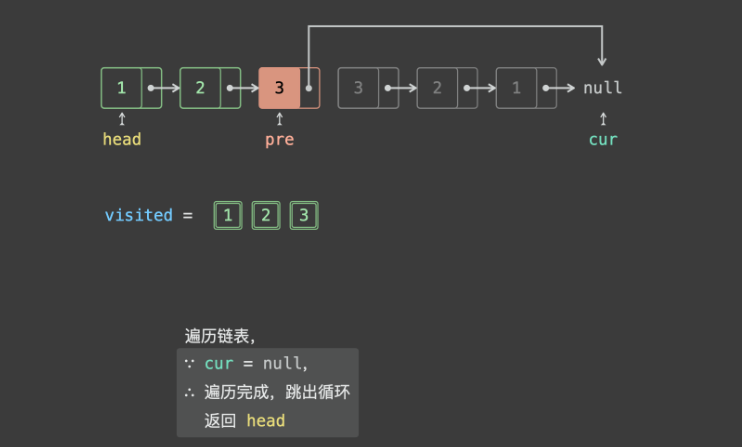 1 2 3 3 2 1 null
head pre cur
visited = 1 2 3
遍历链表,
∵ cur = null,
∴ 遍历完成, 跳出循环
返回 head